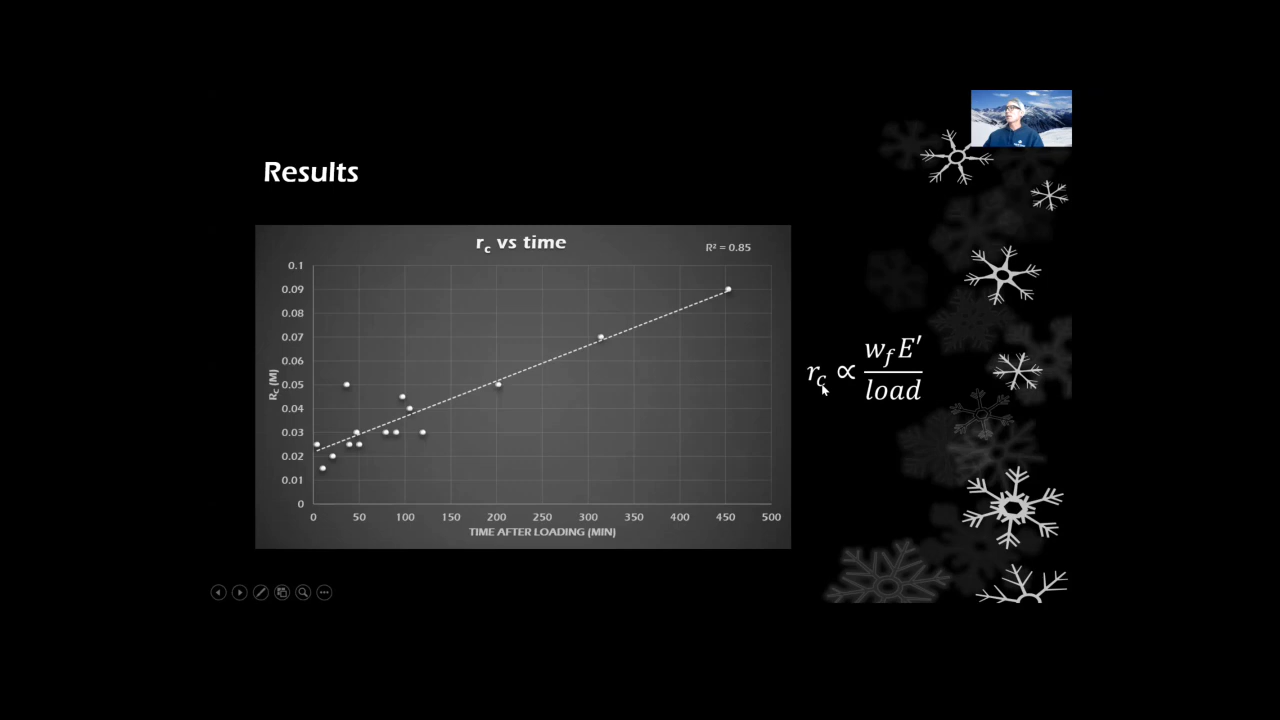 Results
r_c vs time
R² = 0.85
0.1
0.09
0.08
0.07
0.06
0.05
0.04
0.03
0.02
0.01
0
R_C (M)
0 50 100 150 200 250 300 350 400 450 500
TIME AFTER LOADING (MIN)
r_c ∝ w_f E′ / load